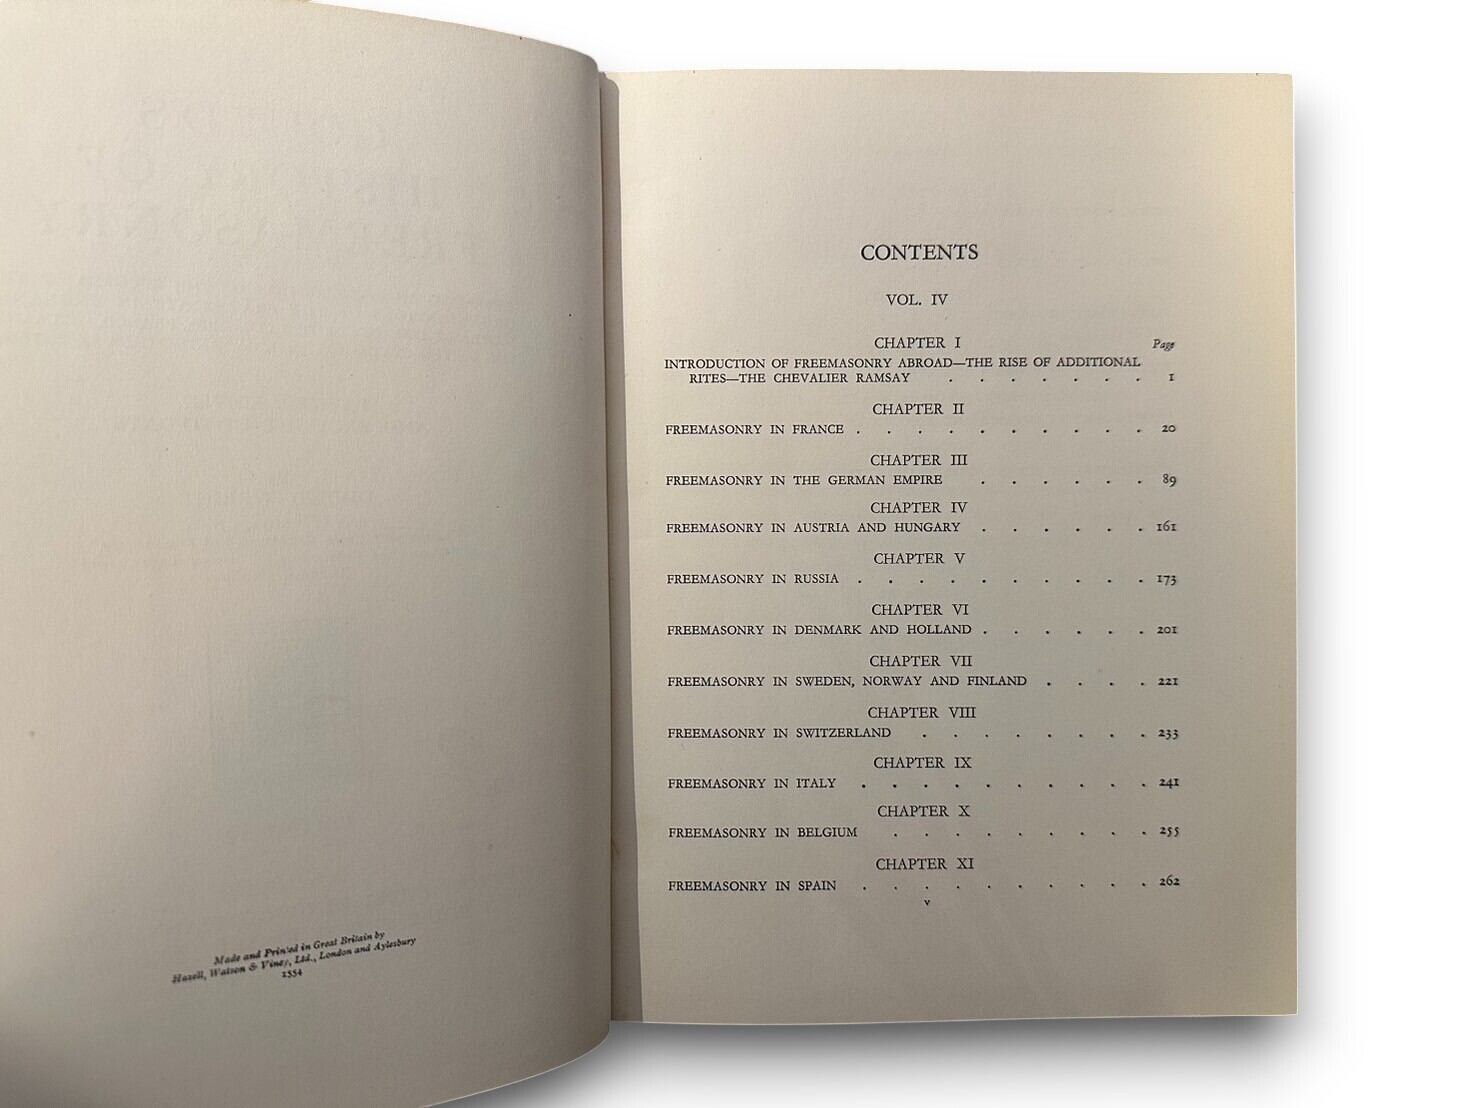 Made and Printed in Great Britain by
Hazell, Watson & Viney, Ltd., London and Aylesbury
1554
CONTENTS
VOL. IV
CHAPTER I
Page
INTRODUCTION OF FREEMASONRY ABROAD—THE RISE OF ADDITIONAL
RITES—THE CHEVALIER RAMSAY . . . . . . . 1
CHAPTER II
FREEMASONRY IN FRANCE . . . . . . . . . . 20
CHAPTER III
FREEMASONRY IN THE GERMAN EMPIRE . . . . . . 89
CHAPTER IV
FREEMASONRY IN AUSTRIA AND HUNGARY . . . . . . 161
CHAPTER V
FREEMASONRY IN RUSSIA . . . . . . . . . . 173
CHAPTER VI
FREEMASONRY IN DENMARK AND HOLLAND . . . . . . 201
CHAPTER VII
FREEMASONRY IN SWEDEN, NORWAY AND FINLAND . . . . 221
CHAPTER VIII
FREEMASONRY IN SWITZERLAND . . . . . . . . 233
CHAPTER IX
FREEMASONRY IN ITALY . . . . . . . . . . 241
CHAPTER X
FREEMASONRY IN BELGIUM . . . . . . . . . 255
CHAPTER XI
FREEMASONRY IN SPAIN . . . . . . . . . . 262
v